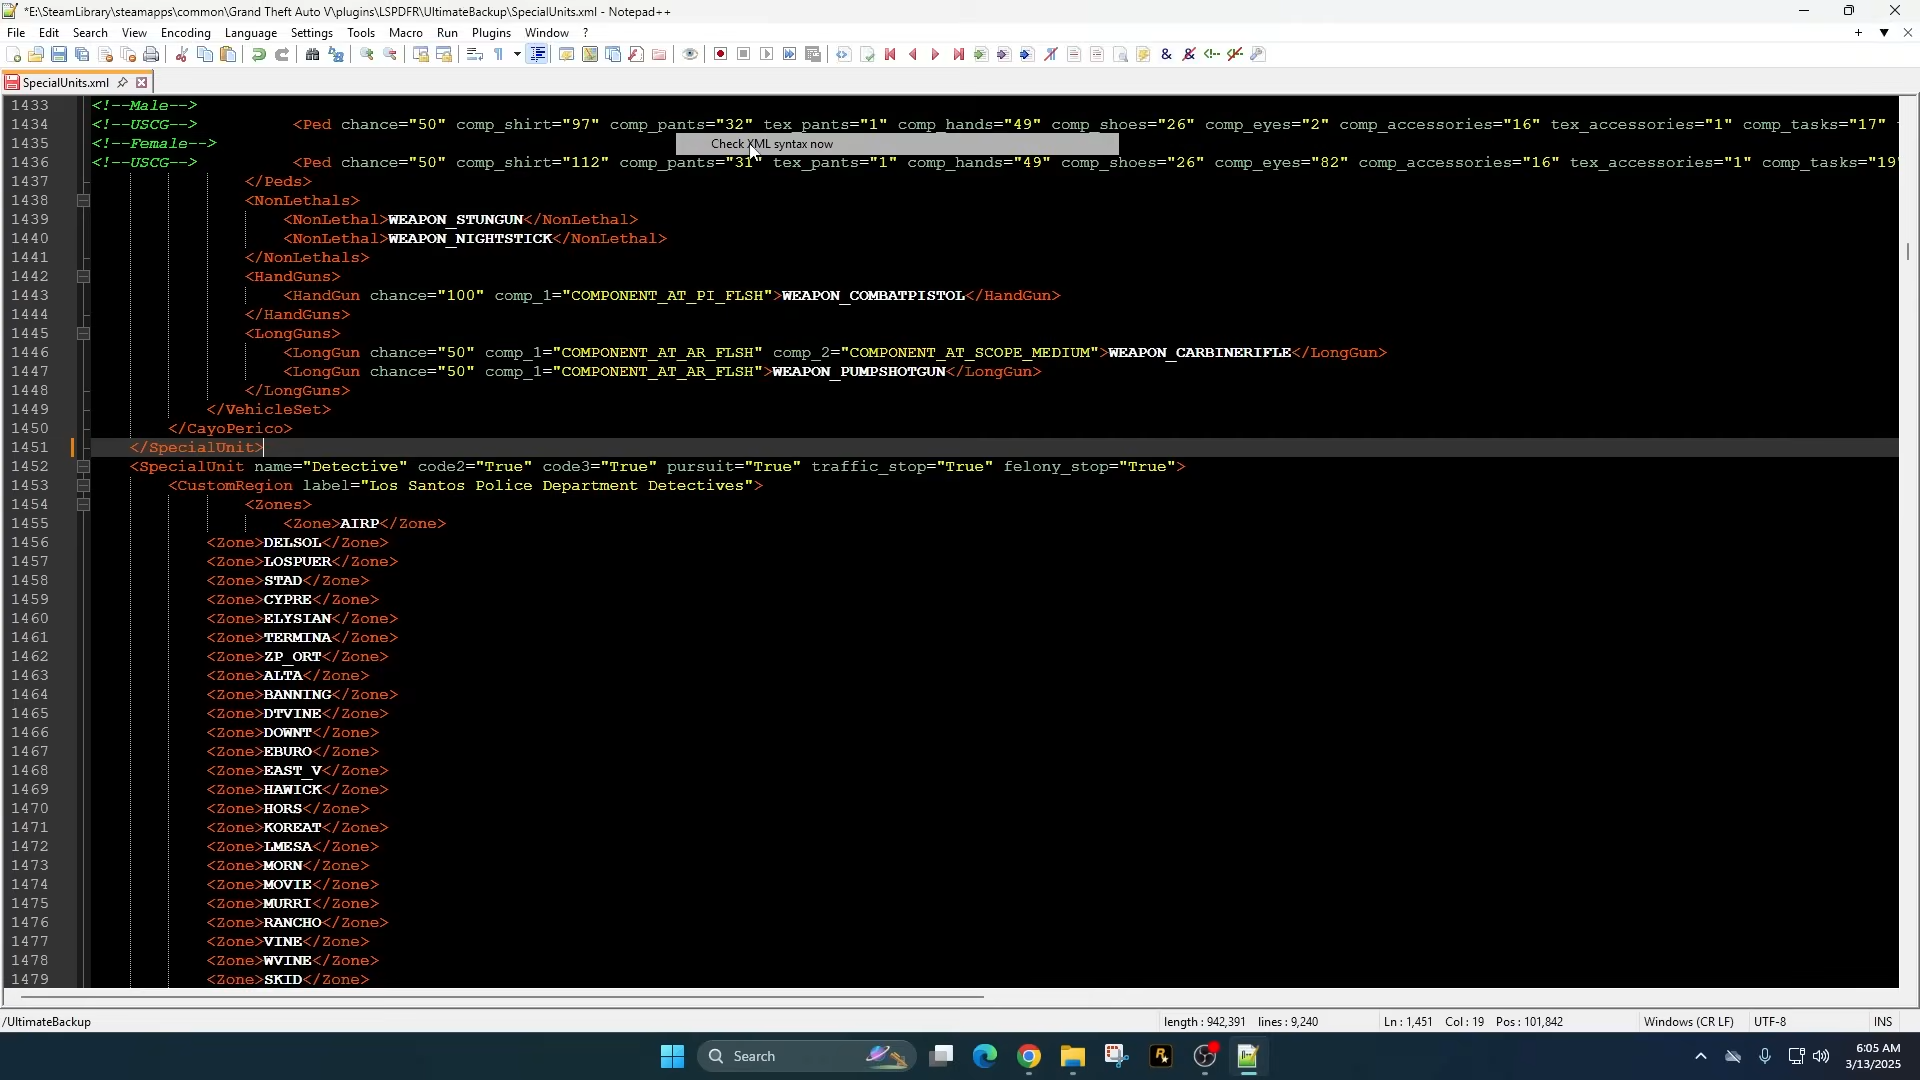 *E:\SteamLibrary\steamapps\common\Grand Theft Auto V\plugins\LSPDFR\UltimateBackup\SpecialUnits.xml - Notepad++
File Edit Search View Encoding Language Settings Tools Macro Run Plugins Window ?
SpecialUnits.xml
1433 <!--Male-->
1434 <!--USCG--> <Ped chance="50" comp_shirt="97" comp_pants="32" tex_pants="1" comp_hands="49" comp_shoes="26" comp_eyes="2" comp_accessories="16" tex_accessories="1" comp_tasks="17"
1435 <!--Female-->
Check XML syntax now
1436 <!--USCG--> <Ped chance="50" comp_shirt="112" comp_pants="31" tex_pants="1" comp_hands="49" comp_shoes="26" comp_eyes="82" comp_accessories="16" tex_accessories="1" comp_tasks="19"
1437 </Peds>
1438 <NonLethals>
1439 <NonLethal>WEAPON_STUNGUN</NonLethal>
1440 <NonLethal>WEAPON_NIGHTSTICK</NonLethal>
1441 </NonLethals>
1442 <HandGuns>
1443 <HandGun chance="100" comp_1="COMPONENT_AT_PI_FLSH">WEAPON_COMBATPISTOL</HandGun>
1444 </HandGuns>
1445 <LongGuns>
1446 <LongGun chance="50" comp_1="COMPONENT_AT_AR_FLSH" comp_2="COMPONENT_AT_SCOPE_MEDIUM">WEAPON_CARBINERIFLE</LongGun>
1447 <LongGun chance="50" comp_1="COMPONENT_AT_AR_FLSH">WEAPON_PUMPSHOTGUN</LongGun>
1448 </LongGuns>
1449 </VehicleSet>
1450 </CayoPerico>
1451 </SpecialUnit>
1452 <SpecialUnit name="Detective" code2="True" code3="True" pursuit="True" traffic_stop="True" felony_stop="True">
1453 <CustomRegion label="Los Santos Police Department Detectives">
1454 <Zones>
1455 <Zone>AIRP</Zone>
1456 <Zone>DELSOL</Zone>
1457 <Zone>LOSPUER</Zone>
1458 <Zone>STAD</Zone>
1459 <Zone>CYPRE</Zone>
1460 <Zone>ELYSIAN</Zone>
1461 <Zone>TERMINA</Zone>
1462 <Zone>ZP_ORT</Zone>
1463 <Zone>ALTA</Zone>
1464 <Zone>BANNING</Zone>
1465 <Zone>DTVINE</Zone>
1466 <Zone>DOWNT</Zone>
1467 <Zone>EBURO</Zone>
1468 <Zone>EAST_V</Zone>
1469 <Zone>HAWICK</Zone>
1470 <Zone>HORS</Zone>
1471 <Zone>KOREAT</Zone>
1472 <Zone>LMESA</Zone>
1473 <Zone>MORN</Zone>
1474 <Zone>MOVIE</Zone>
1475 <Zone>MURRI</Zone>
1476 <Zone>RANCHO</Zone>
1477 <Zone>VINE</Zone>
1478 <Zone>WVINE</Zone>
1479 <Zone>SKID</Zone>
/UltimateBackup length : 942,391 lines : 9,240 Ln : 1,451 Col : 19 Pos : 101,842 Windows (CR LF) UTF-8 INS
Search 6:05 AM
3/13/2025